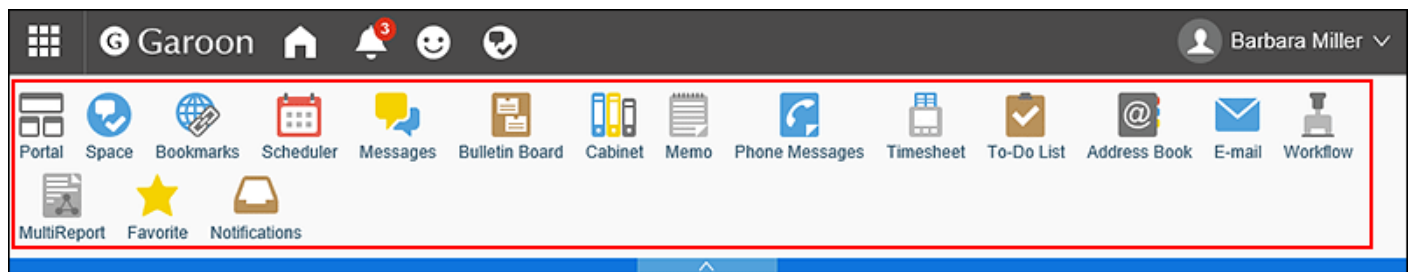 G Garoon 3 Barbara Miller
@
Portal Space Bookmarks Scheduler Messages Bulletin Board Cabinet Memo Phone Messages Timesheet To-Do List Address Book E-mail Workflow
MultiReport Favorite Notifications